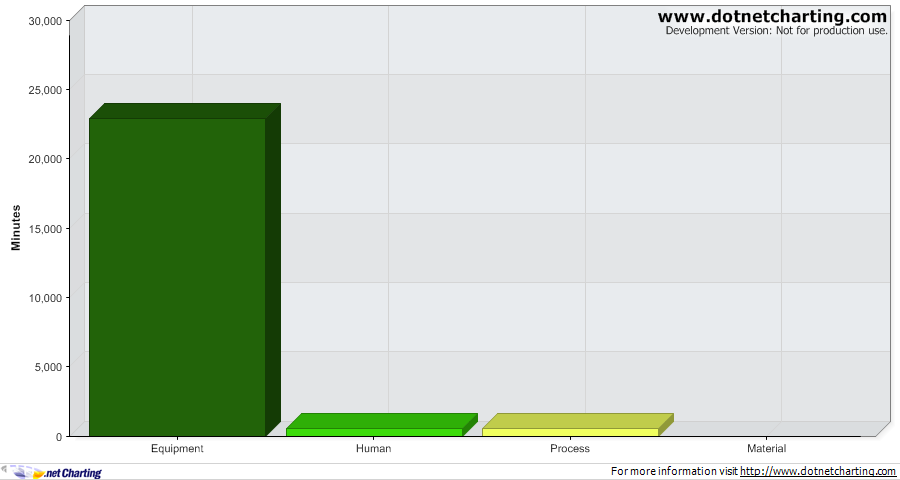 www.dotnetcharting.com
Development Version: Not for production use.
30,000
25,000
20,000
15,000
10,000
5,000
0
Minutes
Equipment Human Process Material
.net Charting
For more information visit http://www.dotnetcharting.com